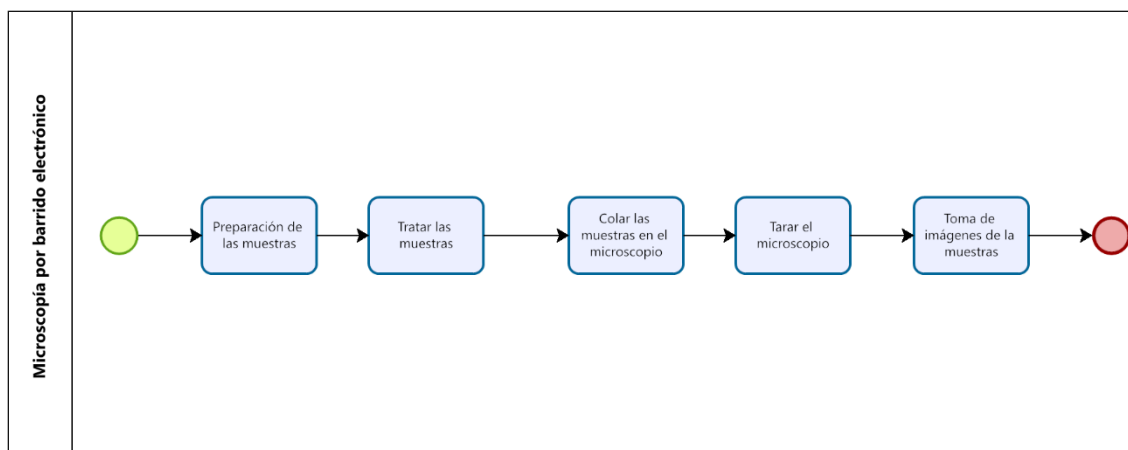 Microscopía por barrido electrónico
Preparación de
las muestras
Tratar las
muestras
Colar las
muestras en el
microscopio
Tarar el
microscopio
Toma de
imágenes de la
muestras